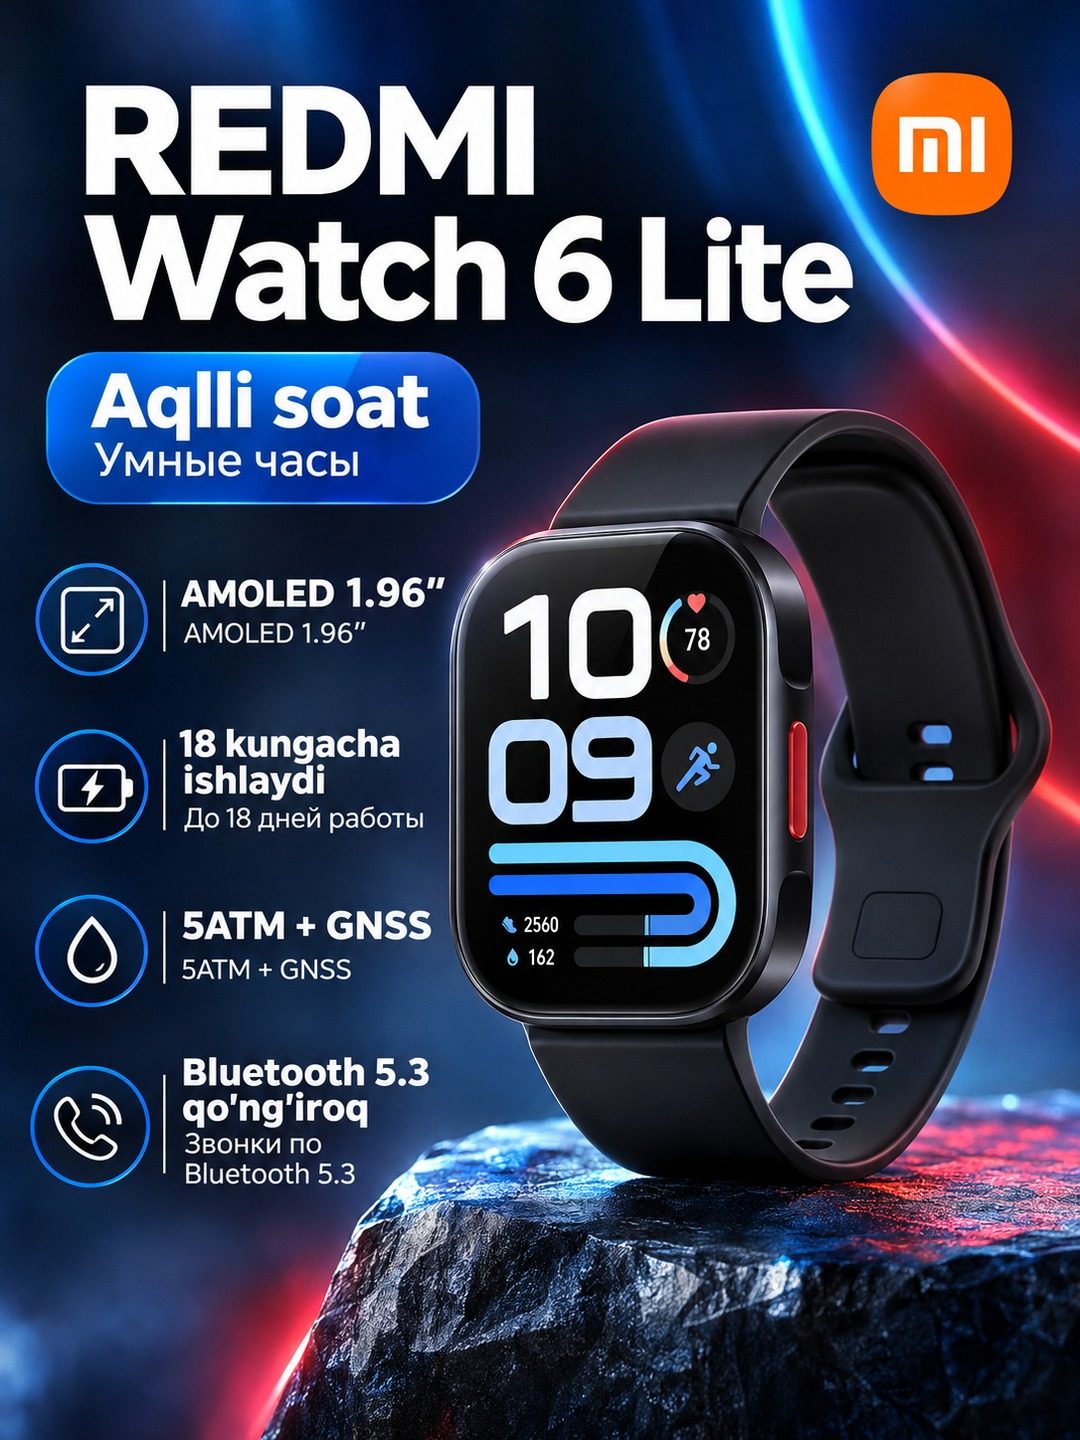 REDMI
Watch 6 Lite
mi
Aqlli soat
Умные часы
AMOLED 1.96"
AMOLED 1.96"
18 kungacha
ishlaydi
До 18 дней работы
5ATM + GNSS
5ATM + GNSS
Bluetooth 5.3
qo'ng'iroq
Звонки по
Bluetooth 5.3
10
78
09
2560
162